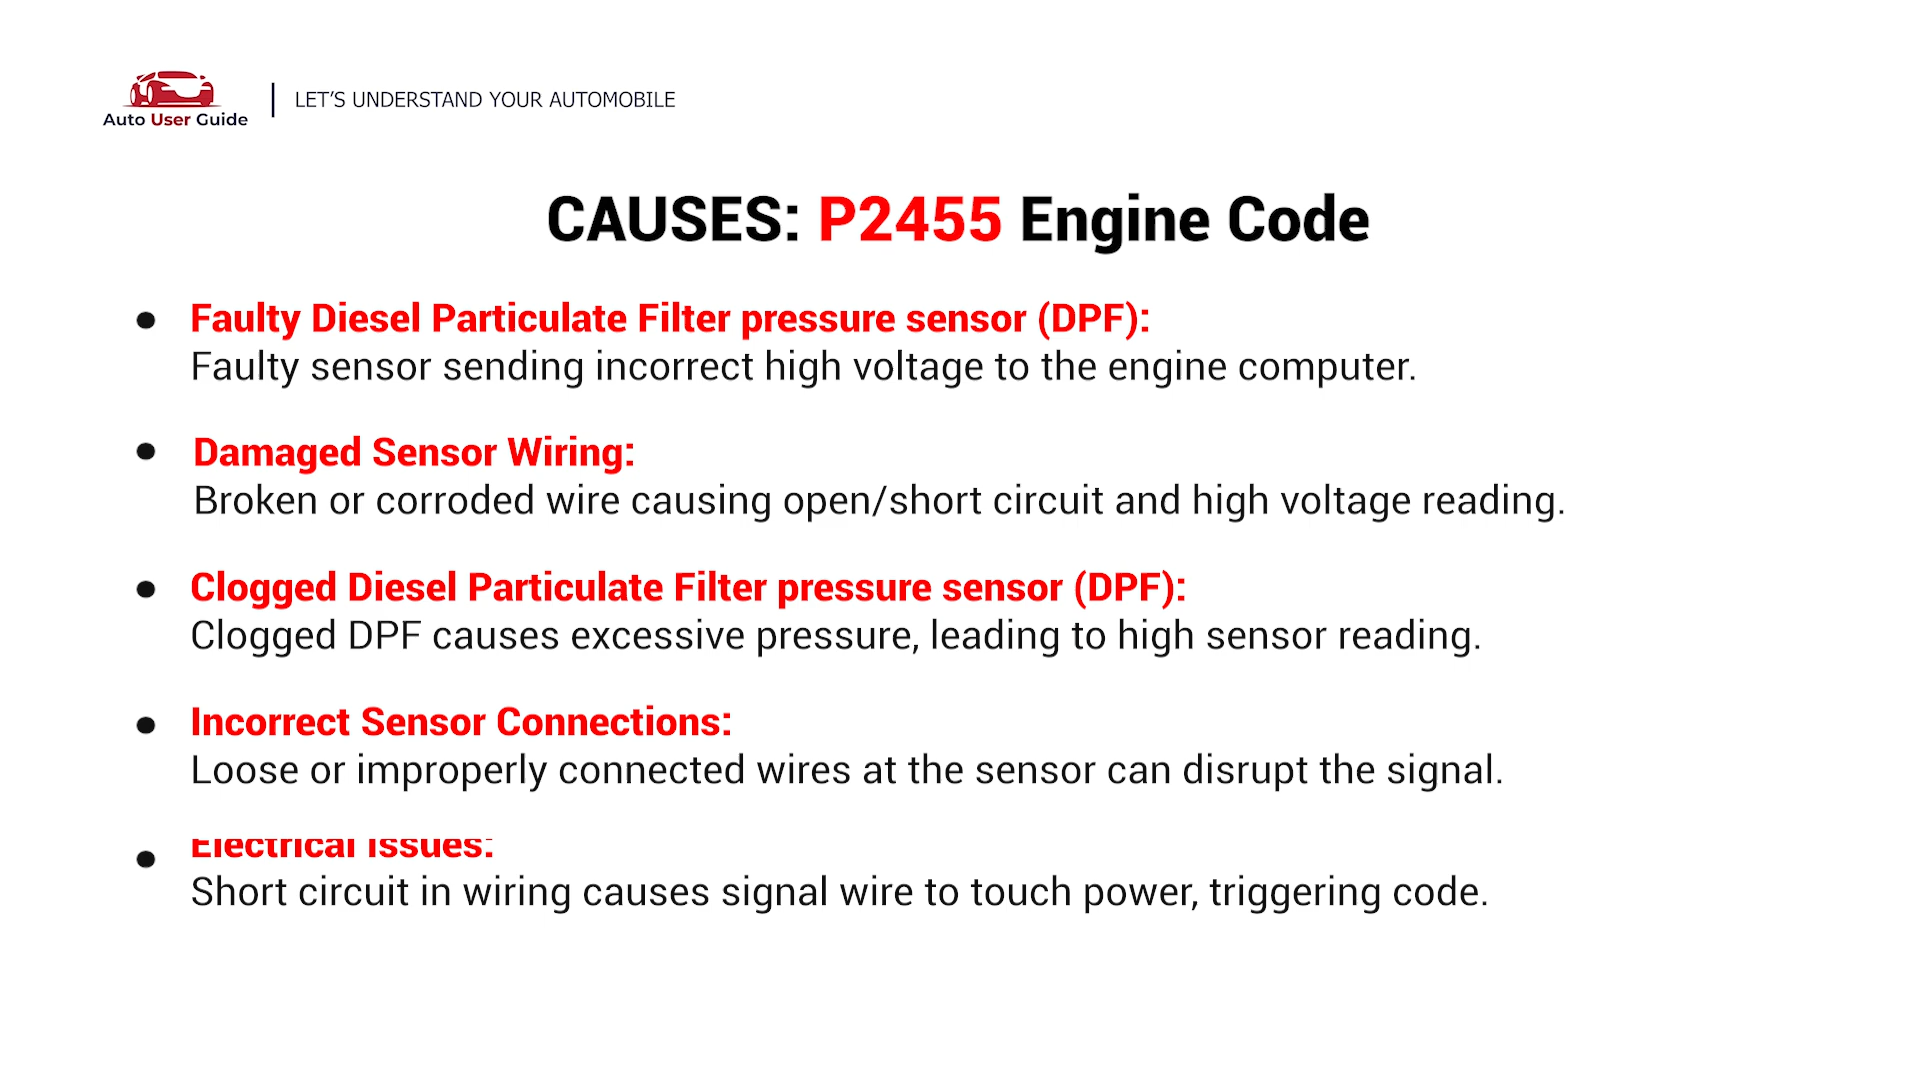 Auto User Guide
LET'S UNDERSTAND YOUR AUTOMOBILE
CAUSES: P2455 Engine Code
● Faulty Diesel Particulate Filter pressure sensor (DPF):
Faulty sensor sending incorrect high voltage to the engine computer.
● Damaged Sensor Wiring:
Broken or corroded wire causing open/short circuit and high voltage reading.
● Clogged Diesel Particulate Filter pressure sensor (DPF):
Clogged DPF causes excessive pressure, leading to high sensor reading.
● Incorrect Sensor Connections:
Loose or improperly connected wires at the sensor can disrupt the signal.
● Electrical Issues:
Short circuit in wiring causes signal wire to touch power, triggering code.